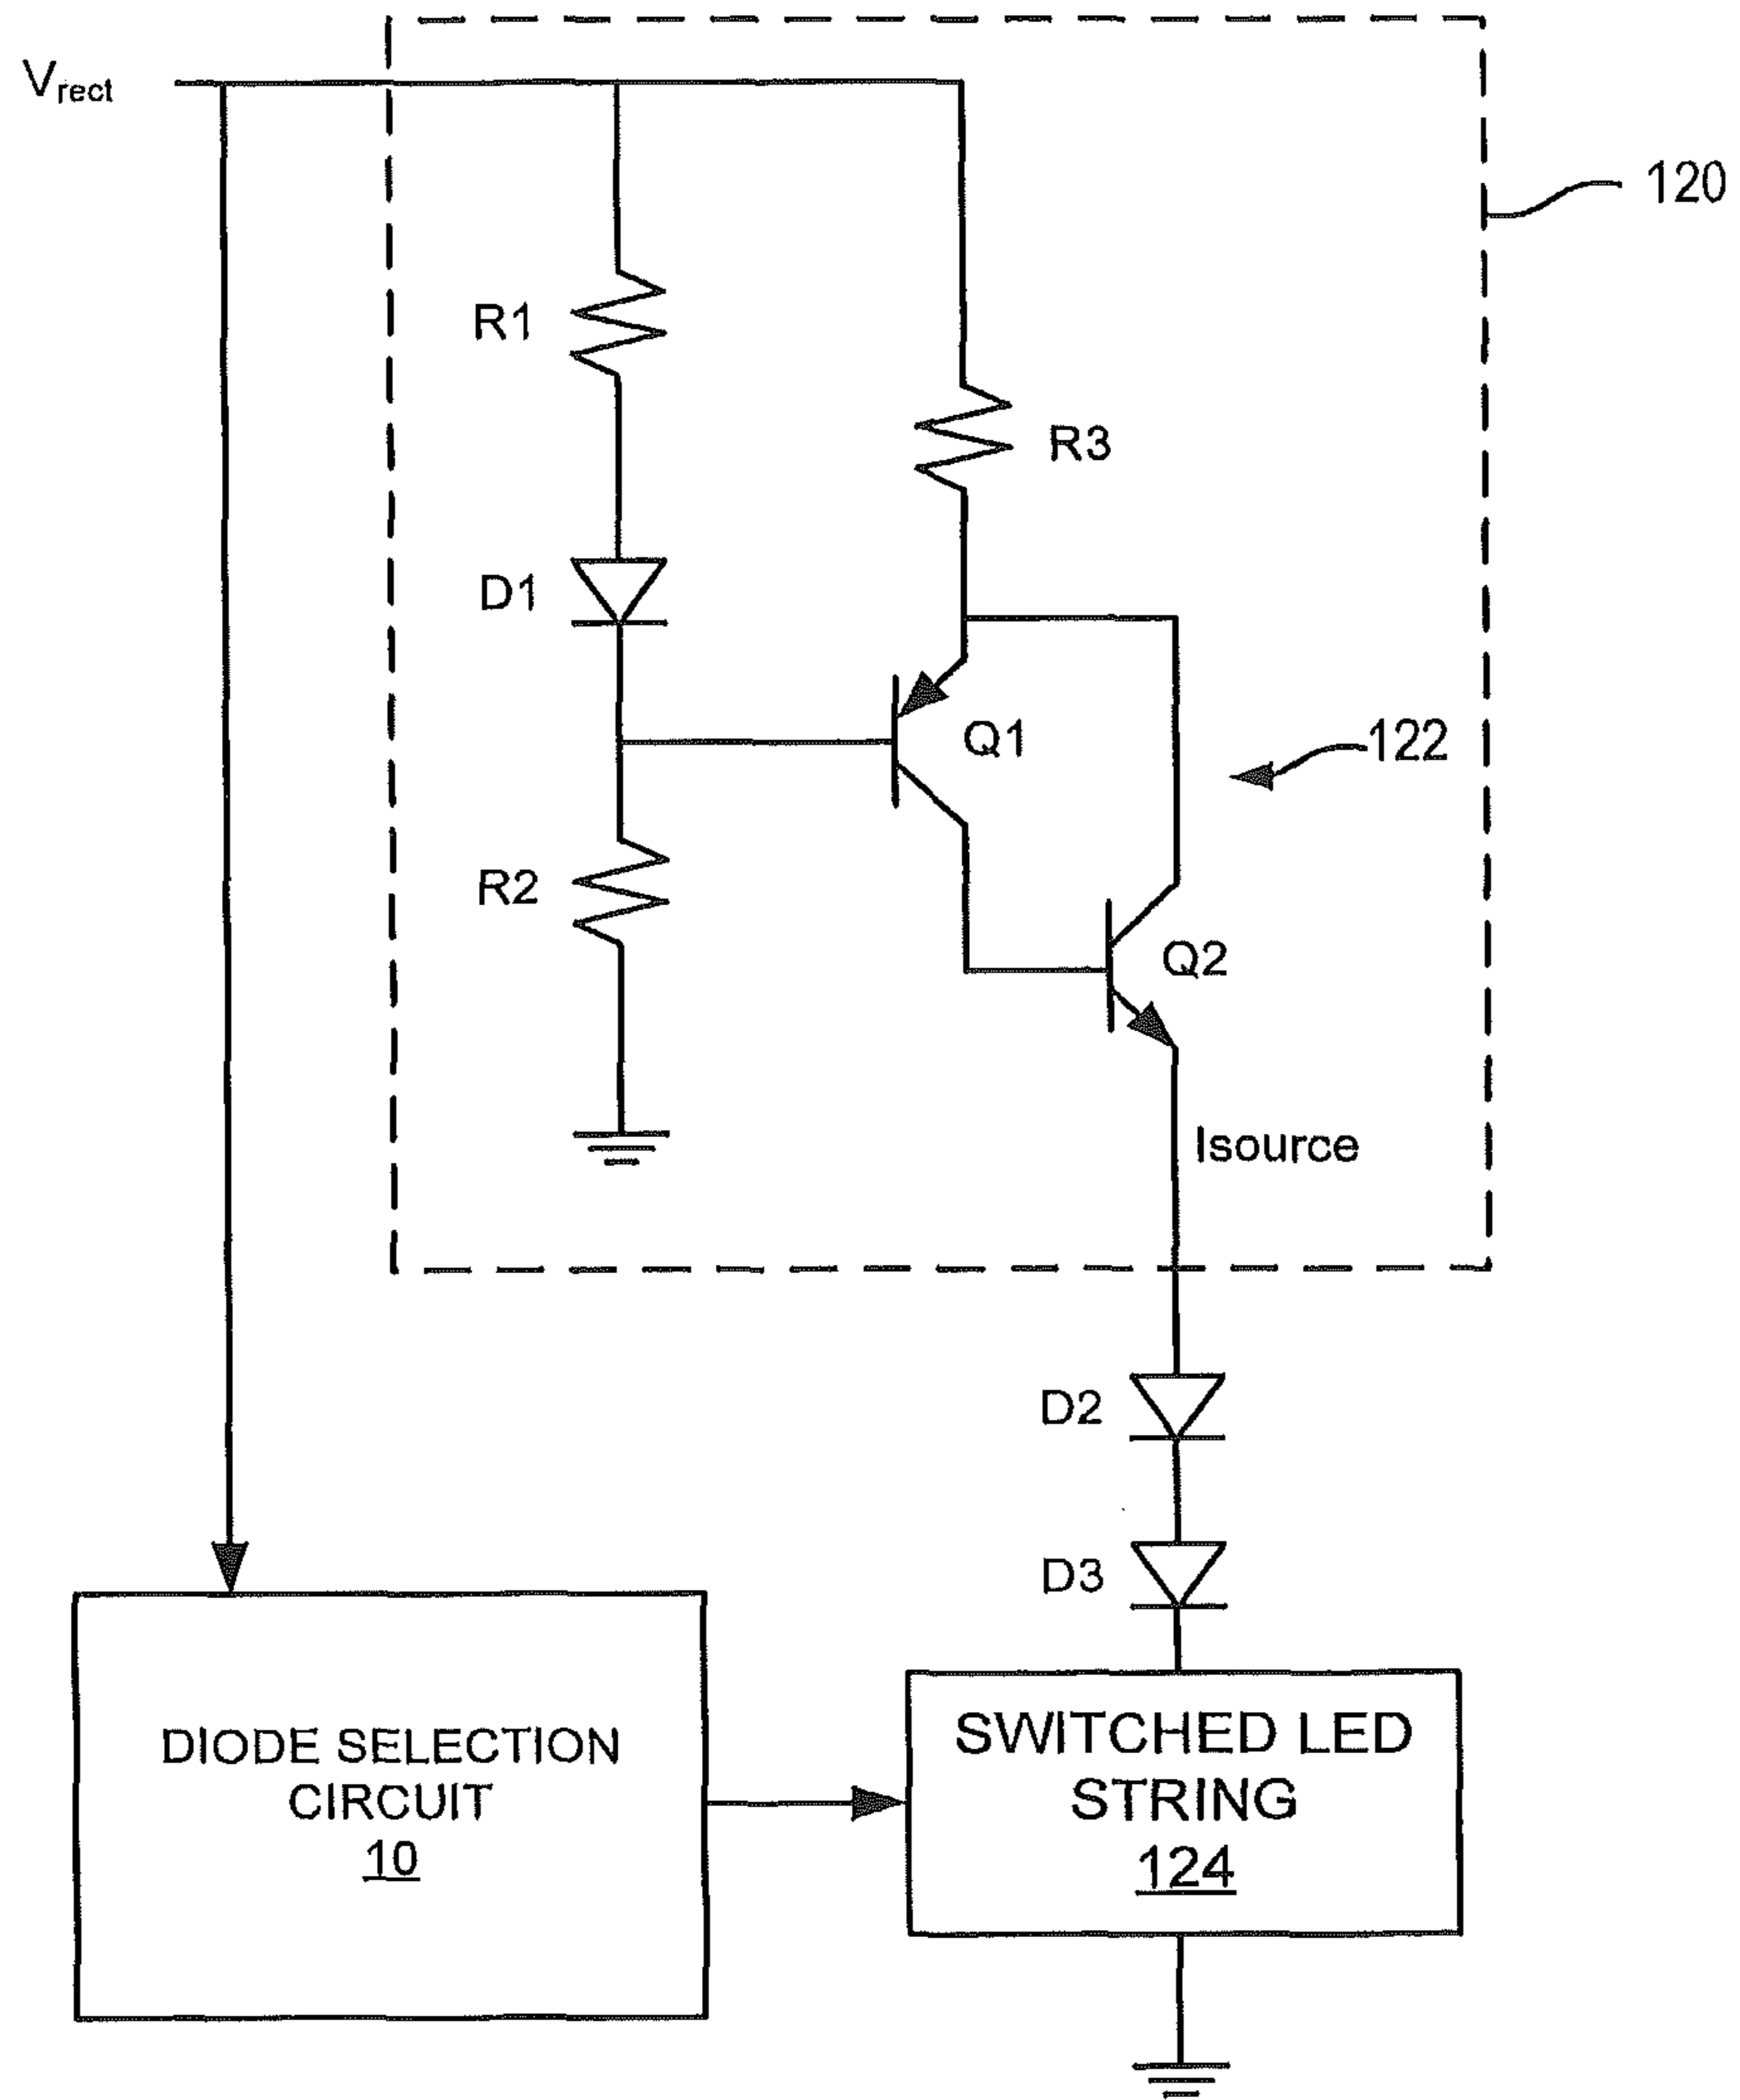 Vrect
120
R1
R3
D1
Q1
122
R2
Q2
Isource
D2
D3
DIODE SELECTION
CIRCUIT
10
SWITCHED LED
STRING
124